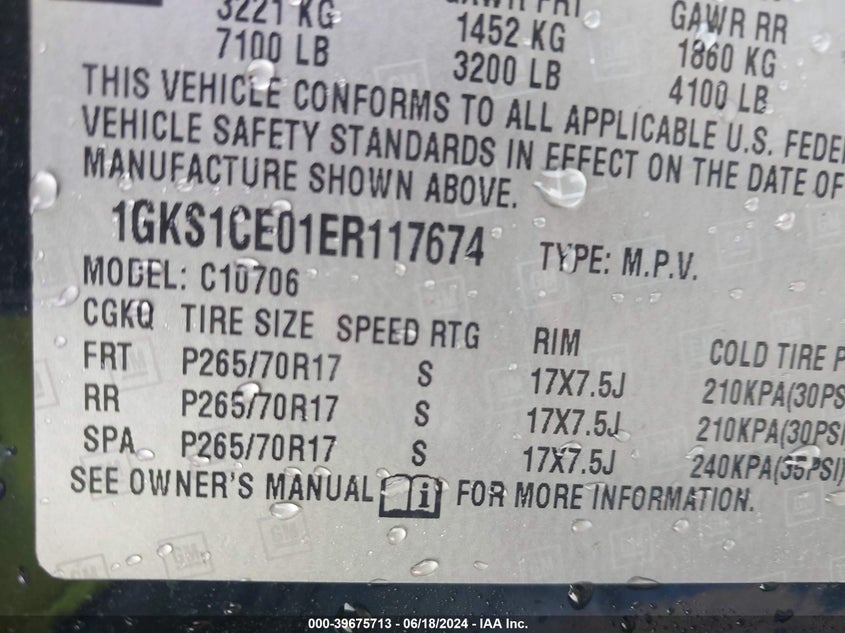 3221 KG GAWR FRT GAWR RR
7100 LB 1452 KG 1860 KG
3200 LB 4100 LB
THIS VEHICLE CONFORMS TO ALL APPLICABLE U.S. FEDE
VEHICLE SAFETY STANDARDS IN EFFECT ON THE DATE OF
MANUFACTURE SHOWN ABOVE.
1GKS1CE01ER117674 TYPE: M.P.V.
MODEL: C10706
CGKQ TIRE SIZE SPEED RTG RIM COLD TIRE P
FRT P265/70R17 S 17X7.5J 210KPA(30PS
RR P265/70R17 S 17X7.5J 210KPA(30PSI
SPA P265/70R17 S 17X7.5J 240KPA(35PSI)
SEE OWNER'S MANUAL i FOR MORE INFORMATION.
000-39675713 - 06/18/2024 - IAA Inc.